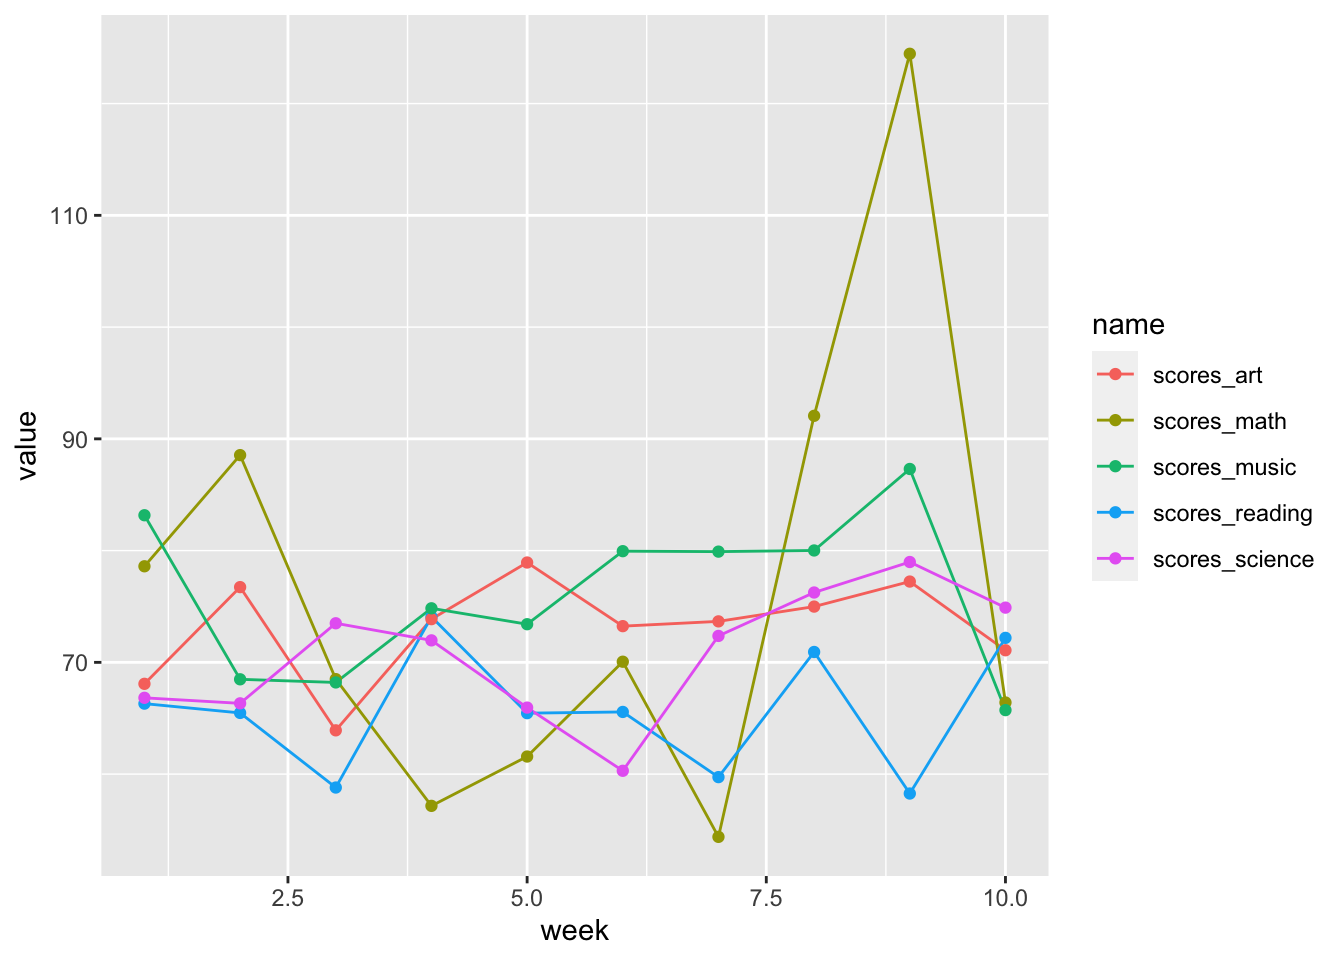 110
90
70
value
2.5 5.0 7.5 10.0
week
name
scores_art
scores_math
scores_music
scores_reading
scores_science